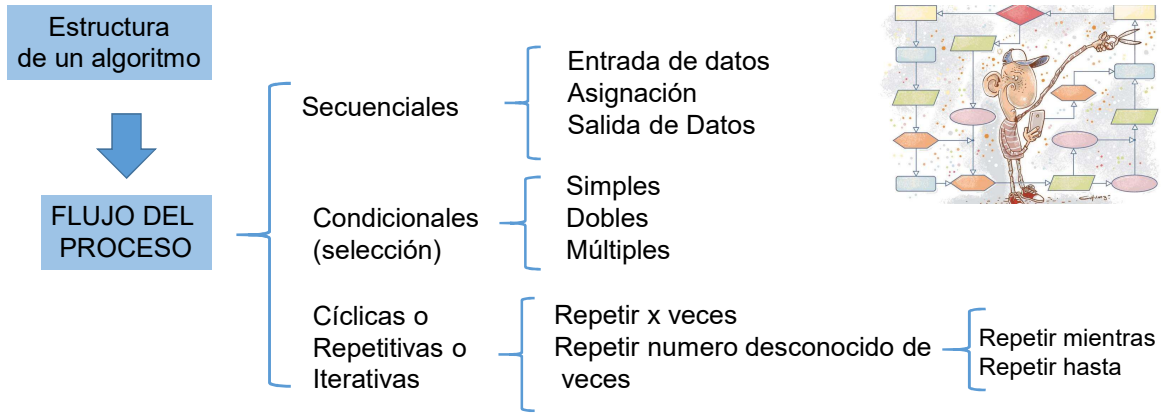 Estructura
de un algoritmo
FLUJO DEL
PROCESO
Secuenciales
Entrada de datos
Asignación
Salida de Datos
Condicionales
(selección)
Simples
Dobles
Múltiples
Cíclicas o
Repetitivas o
Iterativas
Repetir x veces
Repetir numero desconocido de
veces
Repetir mientras
Repetir hasta